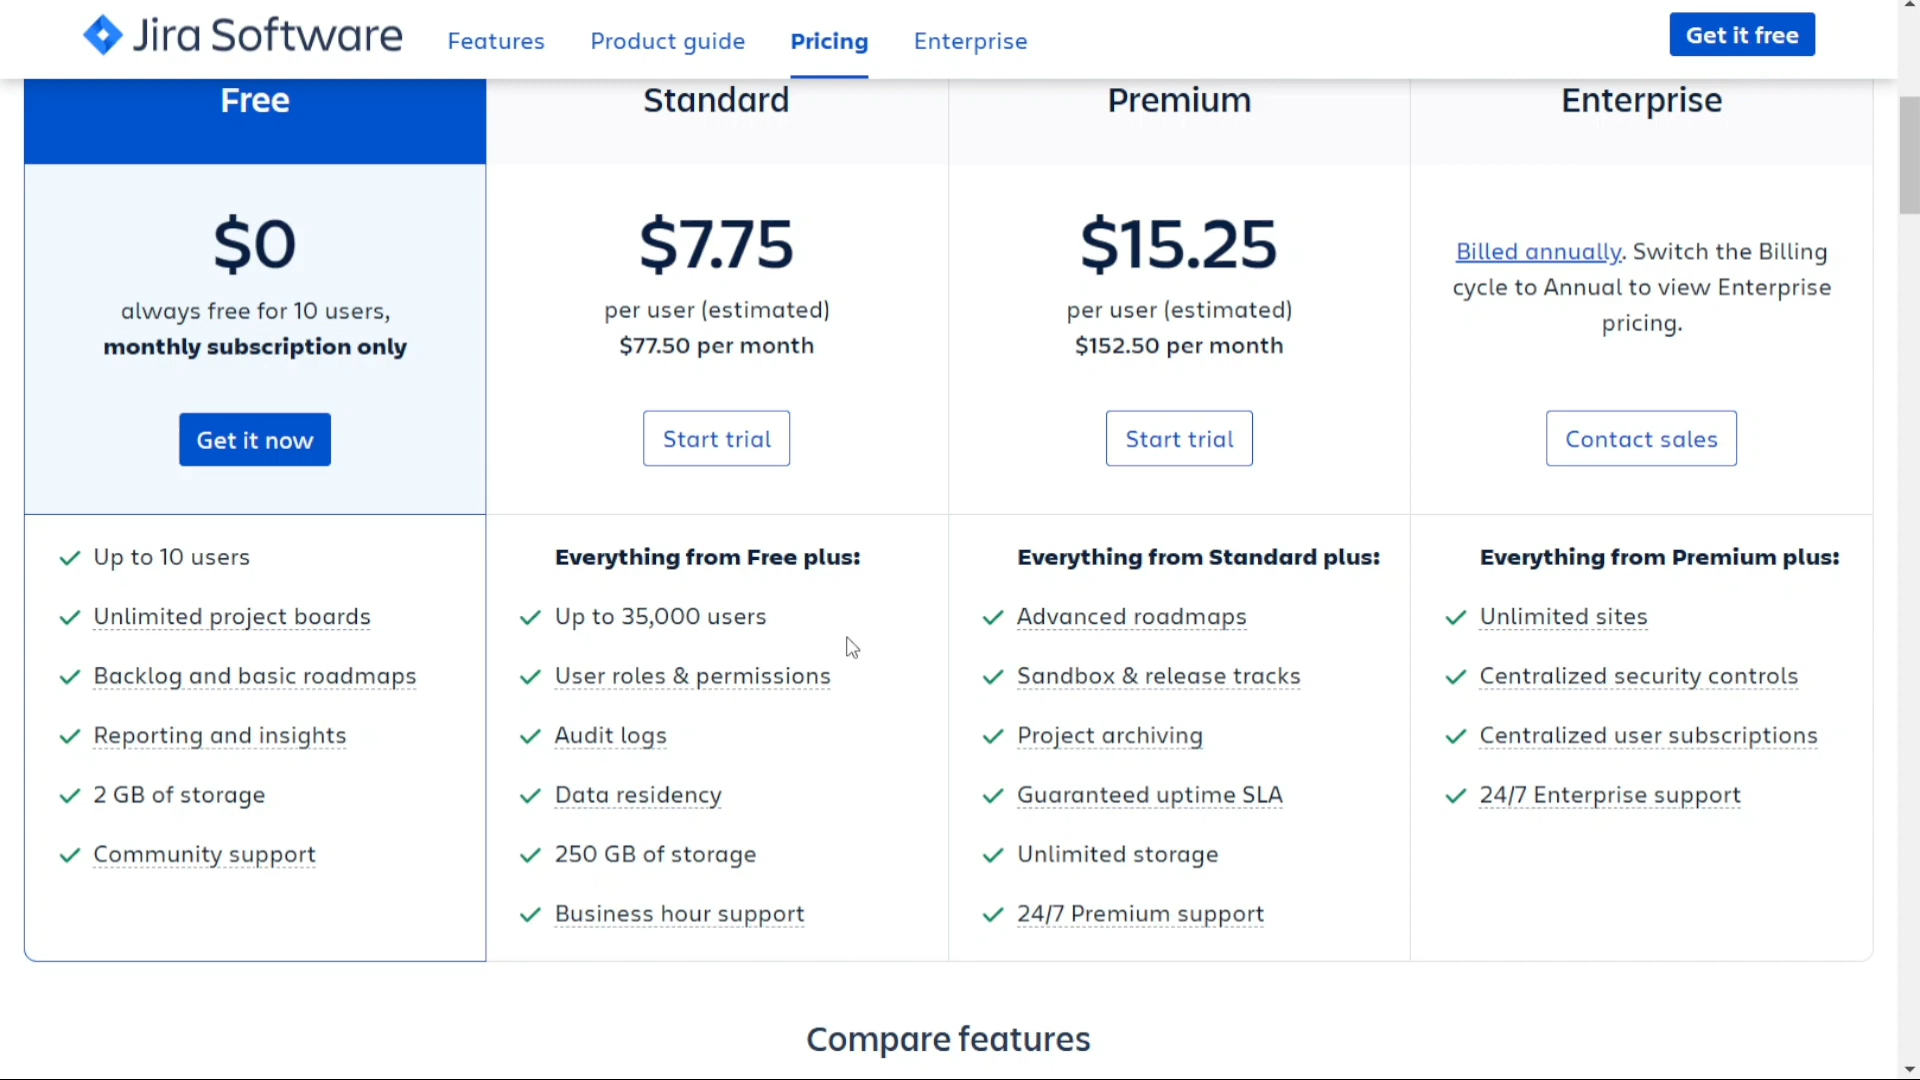 Jira Software
Features
Product guide
Pricing
Enterprise
Get it free
Free
Standard
Premium
Enterprise
$0
always free for 10 users,
monthly subscription only
Get it now
$7.75
per user (estimated)
$77.50 per month
Start trial
$15.25
per user (estimated)
$152.50 per month
Start trial
Billed annually. Switch the Billing
cycle to Annual to view Enterprise
pricing.
Contact sales
Up to 10 users
Unlimited project boards
Backlog and basic roadmaps
Reporting and insights
2 GB of storage
Community support
Everything from Free plus:
Up to 35,000 users
User roles & permissions
Audit logs
Data residency
250 GB of storage
Business hour support
Everything from Standard plus:
Advanced roadmaps
Sandbox & release tracks
Project archiving
Guaranteed uptime SLA
Unlimited storage
24/7 Premium support
Everything from Premium plus:
Unlimited sites
Centralized security controls
Centralized user subscriptions
24/7 Enterprise support
Compare features